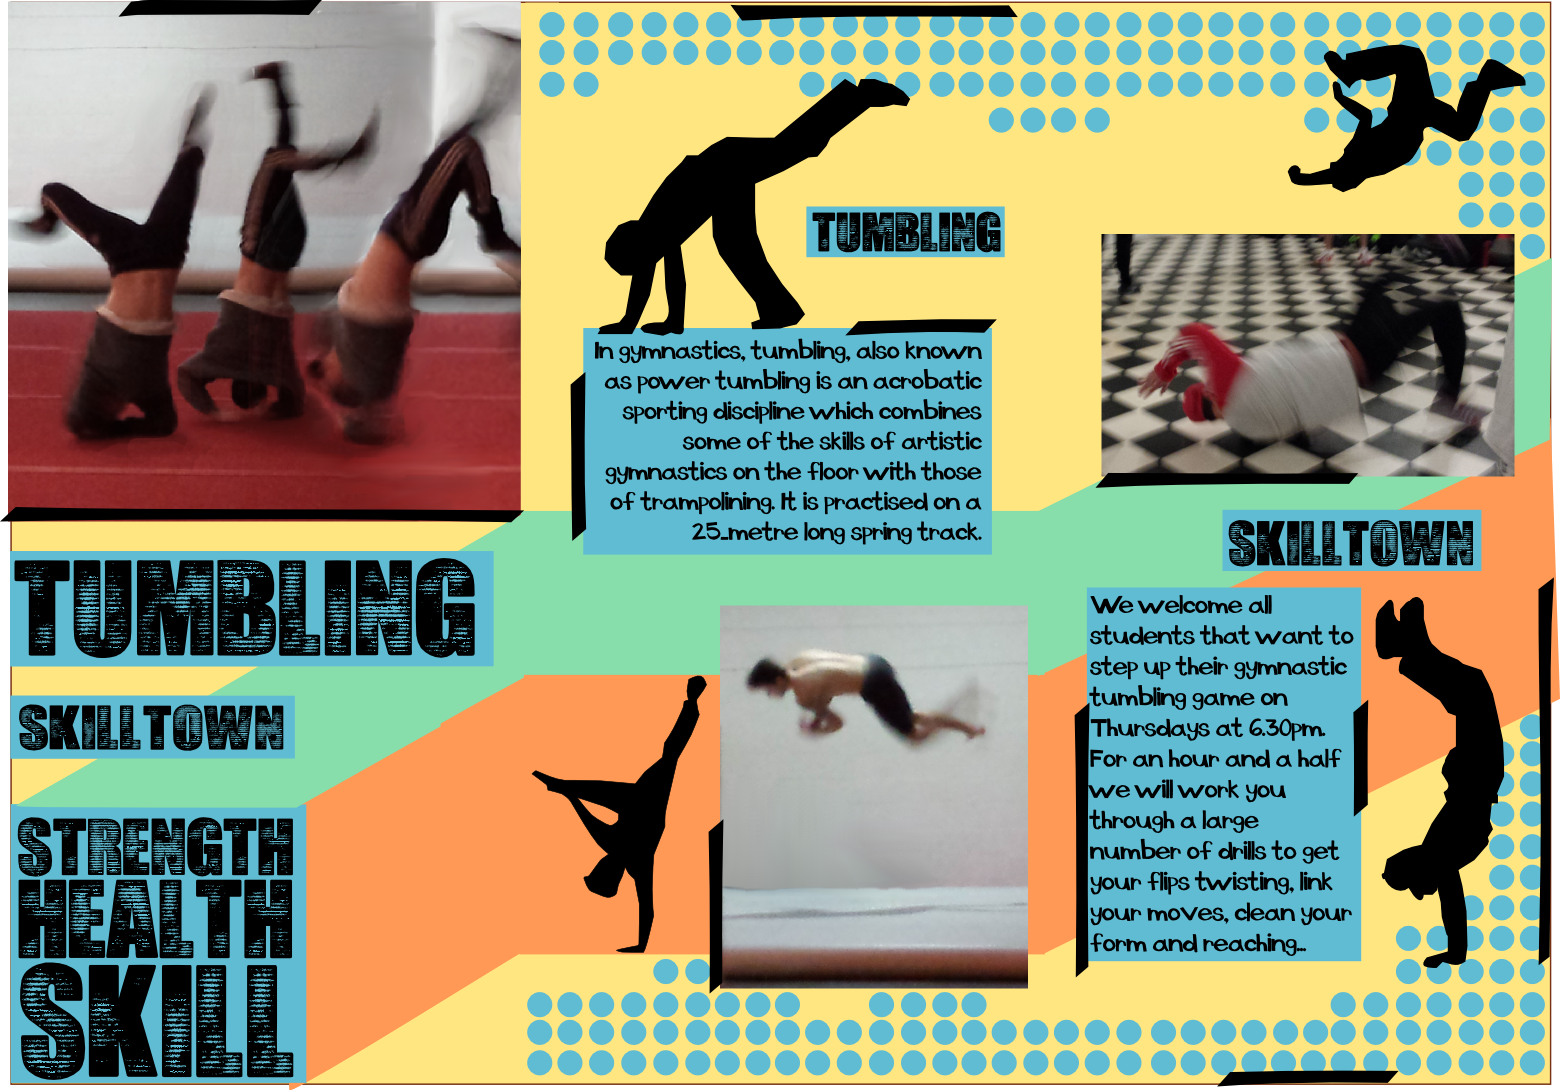 TUMBLING
SKILLTOWN
STRENGTH
HEALTH
SKILL
TUMBLING
In gymnastics, tumbling, also known
as power tumbling is an acrobatic
sporting discipline which combines
some of the skills of artistic
gymnastics on the floor with those
of trampolining. It is practised on a
25_metre long spring track.
SKILLTOWN
We welcome all
students that want to
step up their gymnastic
tumbling game on
Thursdays at 6.30pm.
For an hour and a half
we will work you
through a large
number of drills to get
your flips twisting, link
your moves, clean your
form and reaching...